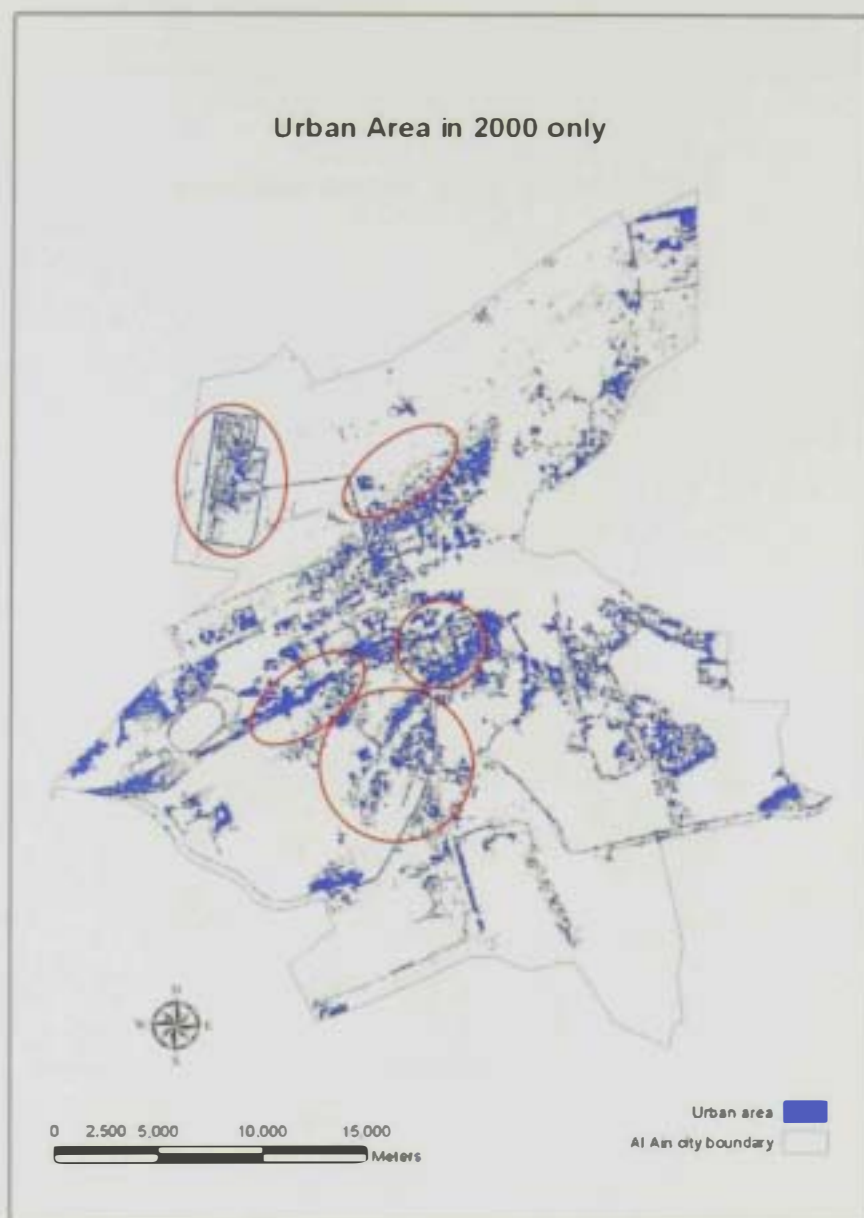 Urban Area in 2000 only
N
W E
S
0 2.500 5,000 10.000 15,000
Meters
Urban area
Al Ain city boundary